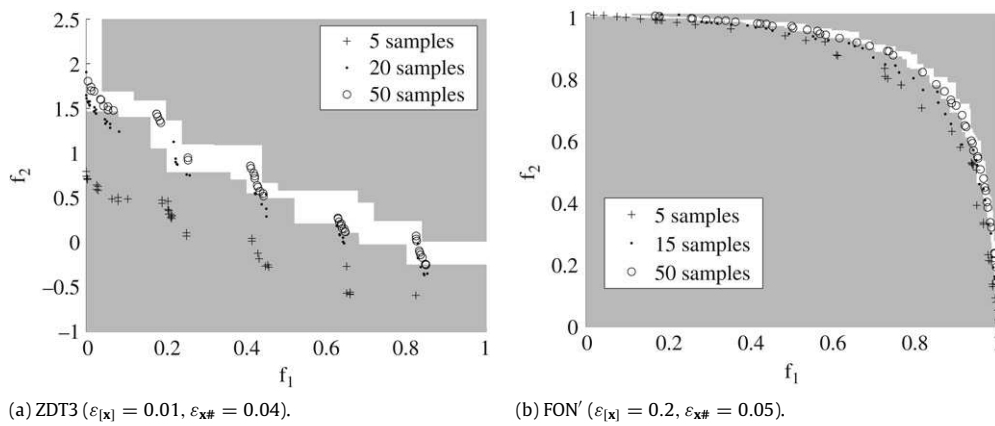 2.5
2
1.5
1
0.5
0
−0.5
−1
f2
0
0.2
0.4
0.6
0.8
1
f1
+ 5 samples
· 20 samples
○ 50 samples
(a) ZDT3 (ε[x] = 0.01, εx# = 0.04).
1
0.8
0.6
0.4
0.2
0
f2
0
0.2
0.4
0.6
0.8
1
f1
+ 5 samples
· 15 samples
○ 50 samples
(b) FON′ (ε[x] = 0.2, εx# = 0.05).